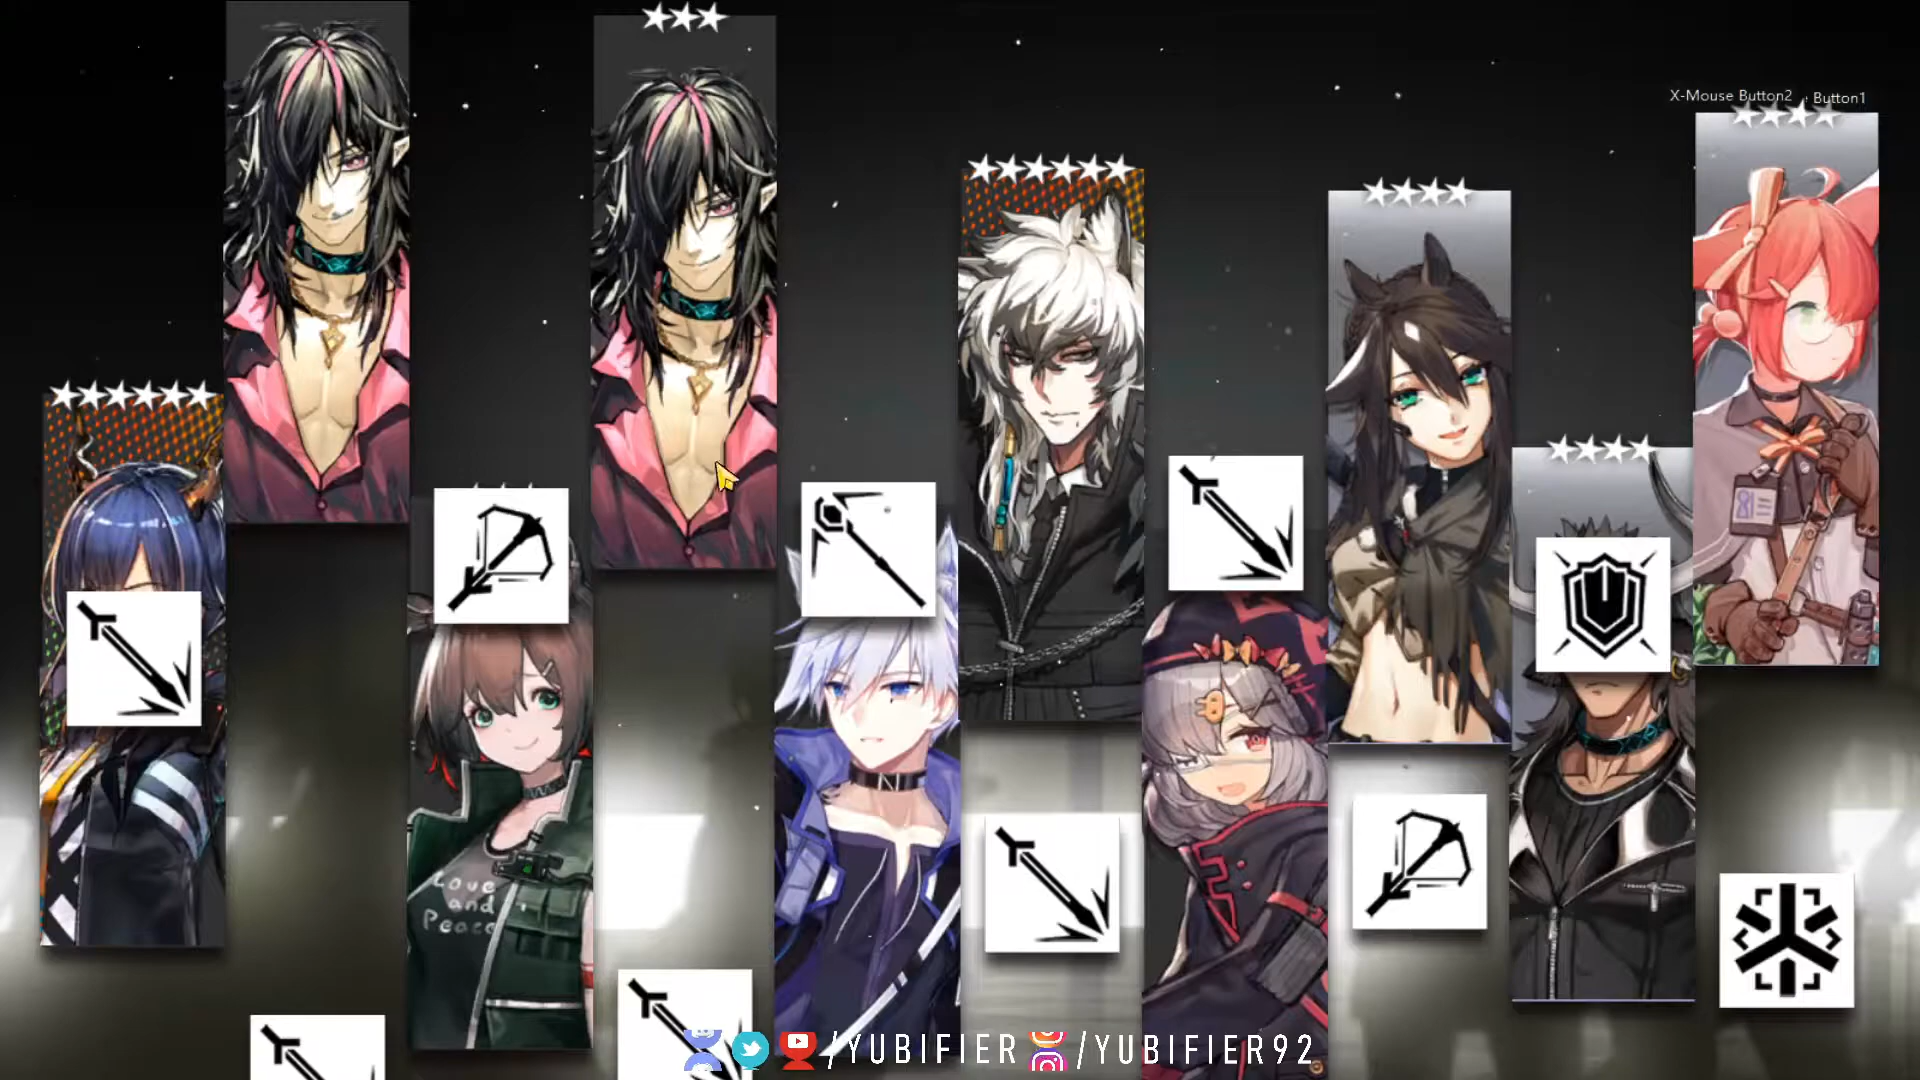 X-Mouse Button2
Button1
Love
and
Peace
/YUBIFIER
/YUBIFIER92